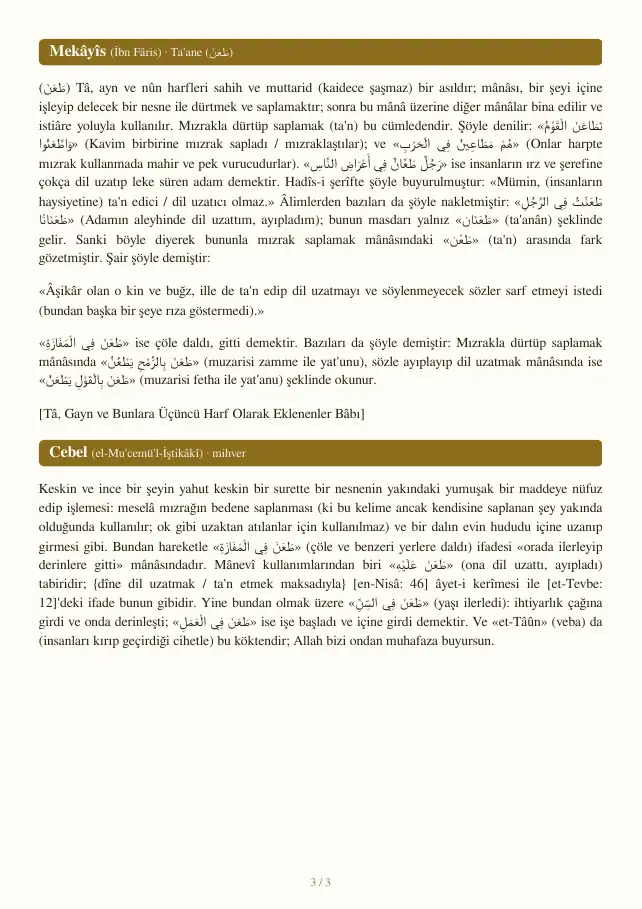 Mekâyîs (İbn Fâris) · Ta'ane (طَعَنَ)
(طَعَنَ) Tâ, ayn ve nûn harfleri sahih ve muttarid (kaidece şaşmaz) bir asıldır; mânâsı, bir şeyi içine
işleyip delecek bir nesne ile dürtmek ve saplamaktır; sonra bu mânâ üzerine diğer mânâlar bina edilir ve
istiâre yoluyla kullanılır. Mızrakla dürtüp saplamak (ta'n) bu cümledendir. Şöyle denilir: «تَطَاعَنَ الْقَوْمُ
وَاطَّعَنُوا» (Kavim birbirine mızrak sapladı / mızraklaştılar); ve «هُمْ مَطَاعِينُ فِي الْحَرْبِ» (Onlar harpte
mızrak kullanmada mahir ve pek vurucudurlar). «رَجُلٌ طَعَّانٌ فِي أَعْرَاضِ النَّاسِ» ise insanların ırz ve şerefine
çokça dil uzatıp leke süren adam demektir. Hadîs-i şerîfte şöyle buyurulmuştur: «Mümin, (insanların
haysiyetine) ta'n edici / dil uzatıcı olmaz.» Âlimlerden bazıları da şöyle nakletmiştir: «طَعَنْتُ فِي الرَّجُلِ
طَعَنَانًا» (Adamın aleyhinde dil uzattım, ayıpladım); bunun masdarı yalnız «طَعَنَان» (ta'anân) şeklinde
gelir. Sanki böyle diyerek bununla mızrak saplamak mânâsındaki «طَعْن» (ta'n) arasında fark
gözetmiştir. Şair şöyle demiştir:
«Âşikâr olan o kin ve buğz, ille de ta'n edip dil uzatmayı ve söylenmeyecek sözler sarf etmeyi istedi
(bundan başka bir şeye rıza göstermedi).»
«طَعَنَ فِي الْمَفَازَةِ» ise çöle daldı, gitti demektir. Bazıları da şöyle demiştir: Mızrakla dürtüp saplamak
mânâsında «طَعَنَ بِالرُّمْحِ يَطْعُنُ» (muzarisi zamme ile yat'unu), sözle ayıplayıp dil uzatmak mânâsında ise
«طَعَنَ بِالْقَوْلِ يَطْعَنُ» (muzarisi fetha ile yat'anu) şeklinde okunur.
[Tâ, Gayn ve Bunlara Üçüncü Harf Olarak Eklenenler Bâbı]
Cebel (el-Mu'cemü'l-İştikâkî) · mihver
Keskin ve ince bir şeyin yahut keskin bir surette bir nesnenin yakındaki yumuşak bir maddeye nüfuz
edip işlemesi: meselâ mızrağın bedene saplanması (ki bu kelime ancak kendisine saplanan şey yakında
olduğunda kullanılır; ok gibi uzaktan atılanlar için kullanılmaz) ve bir dalın evin hududu içine uzanıp
girmesi gibi. Bundan hareketle «طَعَنَ فِي الْمَفَازَةِ» (çöle ve benzeri yerlere daldı) ifadesi «orada ilerleyip
derinlere gitti» mânâsındadır. Mânevî kullanımlarından biri «طَعَنَ عَلَيْهِ» (ona dil uzattı, ayıpladı)
tabiridir; {dîne dil uzatmak / ta'n etmek maksadıyla} [en-Nisâ: 46] âyet-i kerîmesi ile [et-Tevbe:
12]'deki ifade bunun gibidir. Yine bundan olmak üzere «طَعَنَ فِي السِّنِّ» (yaşı ilerledi): ihtiyarlık çağına
girdi ve onda derinleşti; «طَعَنَ فِي الْعَمَلِ» ise işe başladı ve içine girdi demektir. Ve «et-Tâûn» (veba) da
(insanları kırıp geçirdiği cihetle) bu köktendir; Allah bizi ondan muhafaza buyursun.
3 / 3